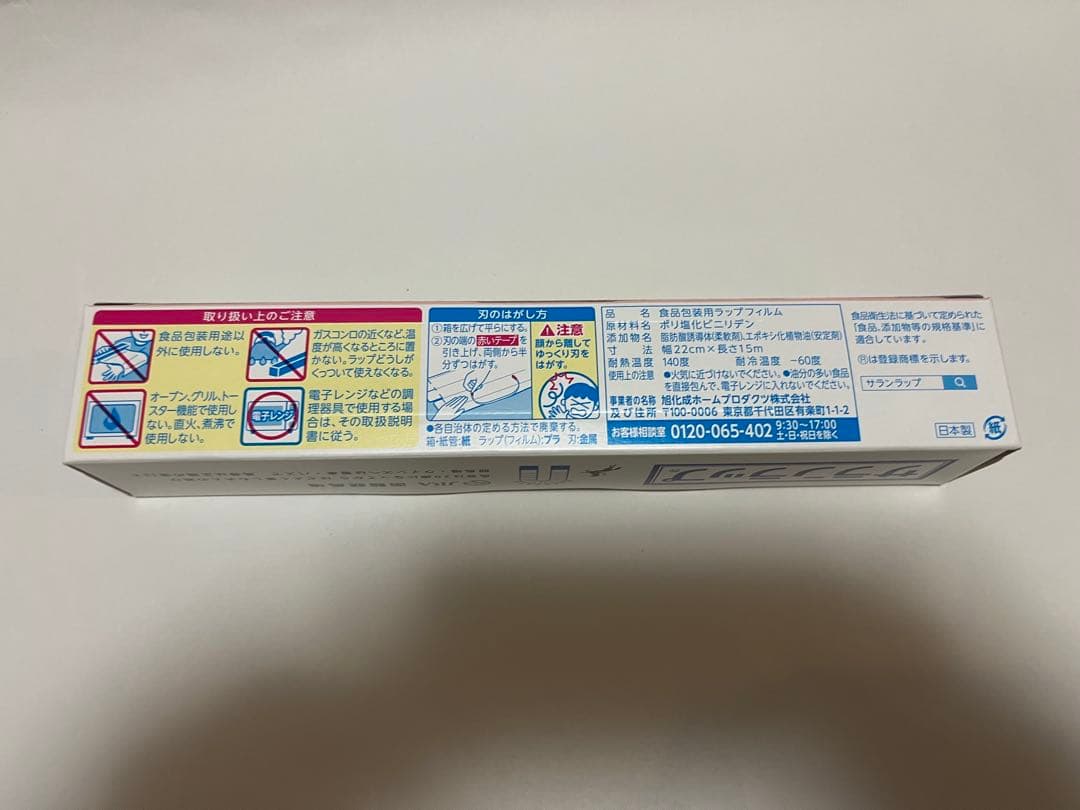 取り扱い上のご注意
食品包装用途以
外に使用しない。
ガスコンロの近くなど、温
度が高くなるところに置
かない。ラップどうしが
くっついて使えなくなる。
オーブン、グリル、トー
スター機能で使用し
ない。直火、煮沸で
使用しない。
電子レンジ
電子レンジなどの調
理器具で使用する場
合は、その取扱説明
書に従う。
刃のはがし方
①箱を広げて平らにする。
②刃の端の赤いテープを
引き上げ、両側から半
分ずつはがす。
注意
顔から離して
ゆっくり刃を
はがす。
●各自治体の定める方法で廃棄する。
箱・紙管:紙 ラップ(フィルム):プラ 刃:金属
品名 食品包装用ラップフィルム
原材料名 ポリ塩化ビニリデン
添加物名 脂肪酸誘導体(柔軟剤)、エポキシ化植物油(安定剤)
寸法 幅22cm×長さ15m
耐熱温度 140度 耐冷温度 -60度
使用上の注意 ●火気に近づけないでください。●油分の多い食品
を直接包んで、電子レンジに入れないでください。
事業者の名称 旭化成ホームプロダクツ株式会社
及び住所 〒100-0006 東京都千代田区有楽町1-1-2
お客様相談室 0120-065-402 9:30~17:00
土・日・祝日を除く
食品衛生法に基づいて定められた
「食品、添加物等の規格基準」に
適合しています。
Ⓡは登録商標を示します。
サランラップ
日本製
紙
サランラップ